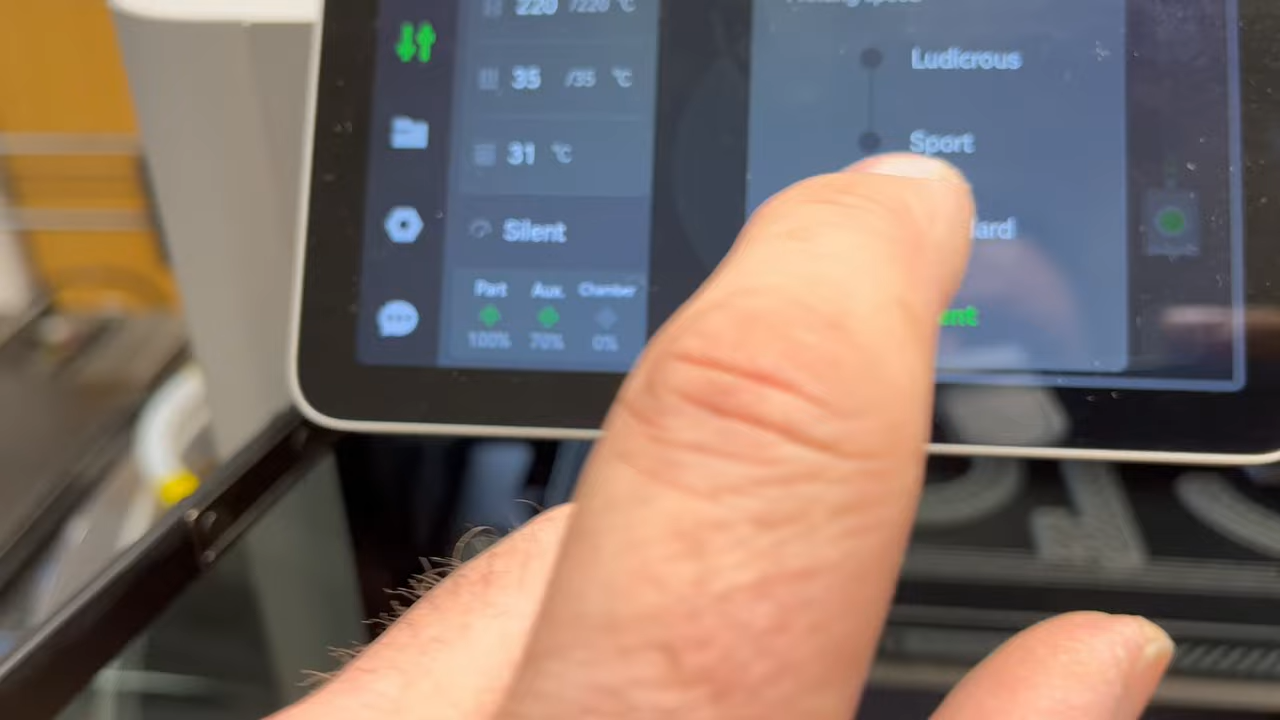 220 /220 °C
35 /35 °C
31 °C
Silent
Part Aux. Chamber
100% 70% 0%
Ludicrous
Sport